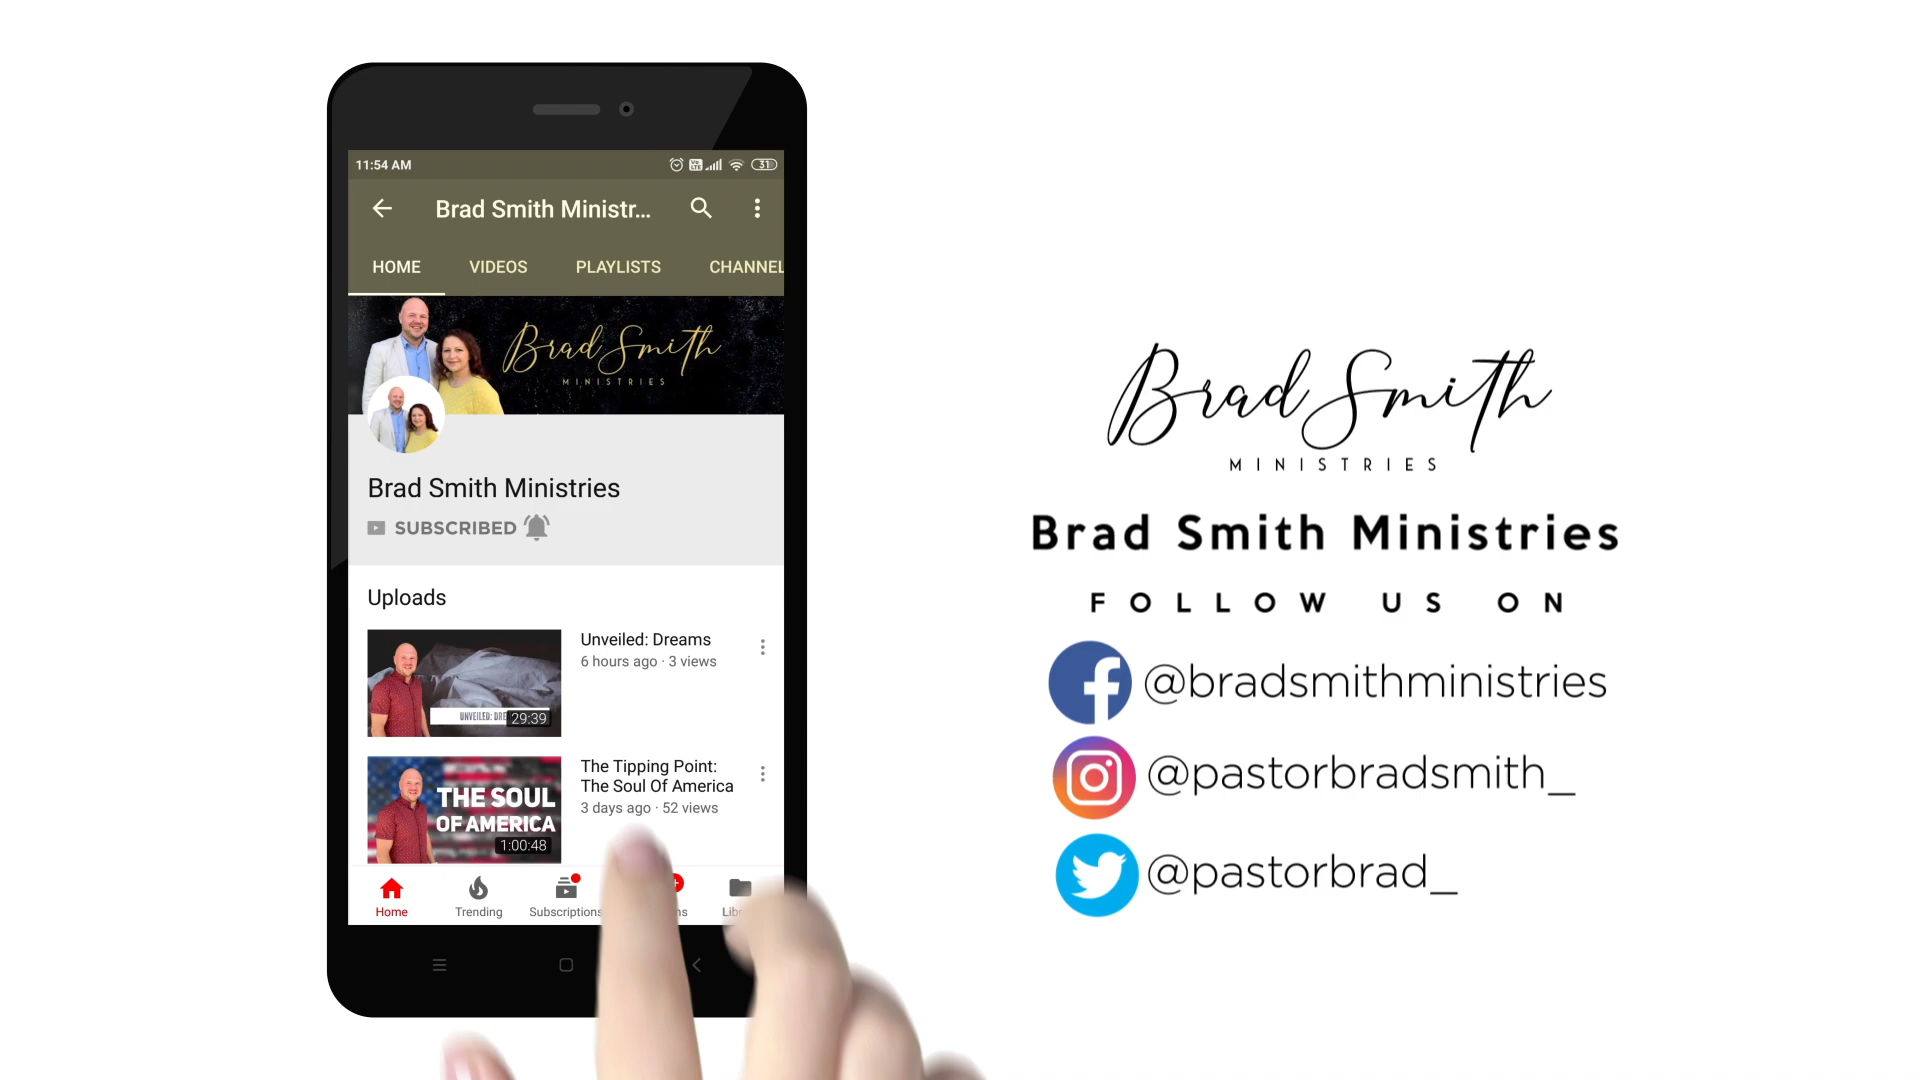 11:54 AM
31
Brad Smith Ministr...
HOME VIDEOS PLAYLISTS CHANNEL
Brad Smith
MINISTRIES
Brad Smith Ministries
SUBSCRIBED
Uploads
Unveiled: Dreams
6 hours ago · 3 views
UNVEILED: DRE
29:39
The Tipping Point:
The Soul Of America
3 days ago · 52 views
THE SOUL
OF AMERICA
1:00:48
Home Trending Subscriptions
Brad Smith
MINISTRIES
Brad Smith Ministries
FOLLOW US ON
@bradsmithministries
@pastorbradsmith_
@pastorbrad_